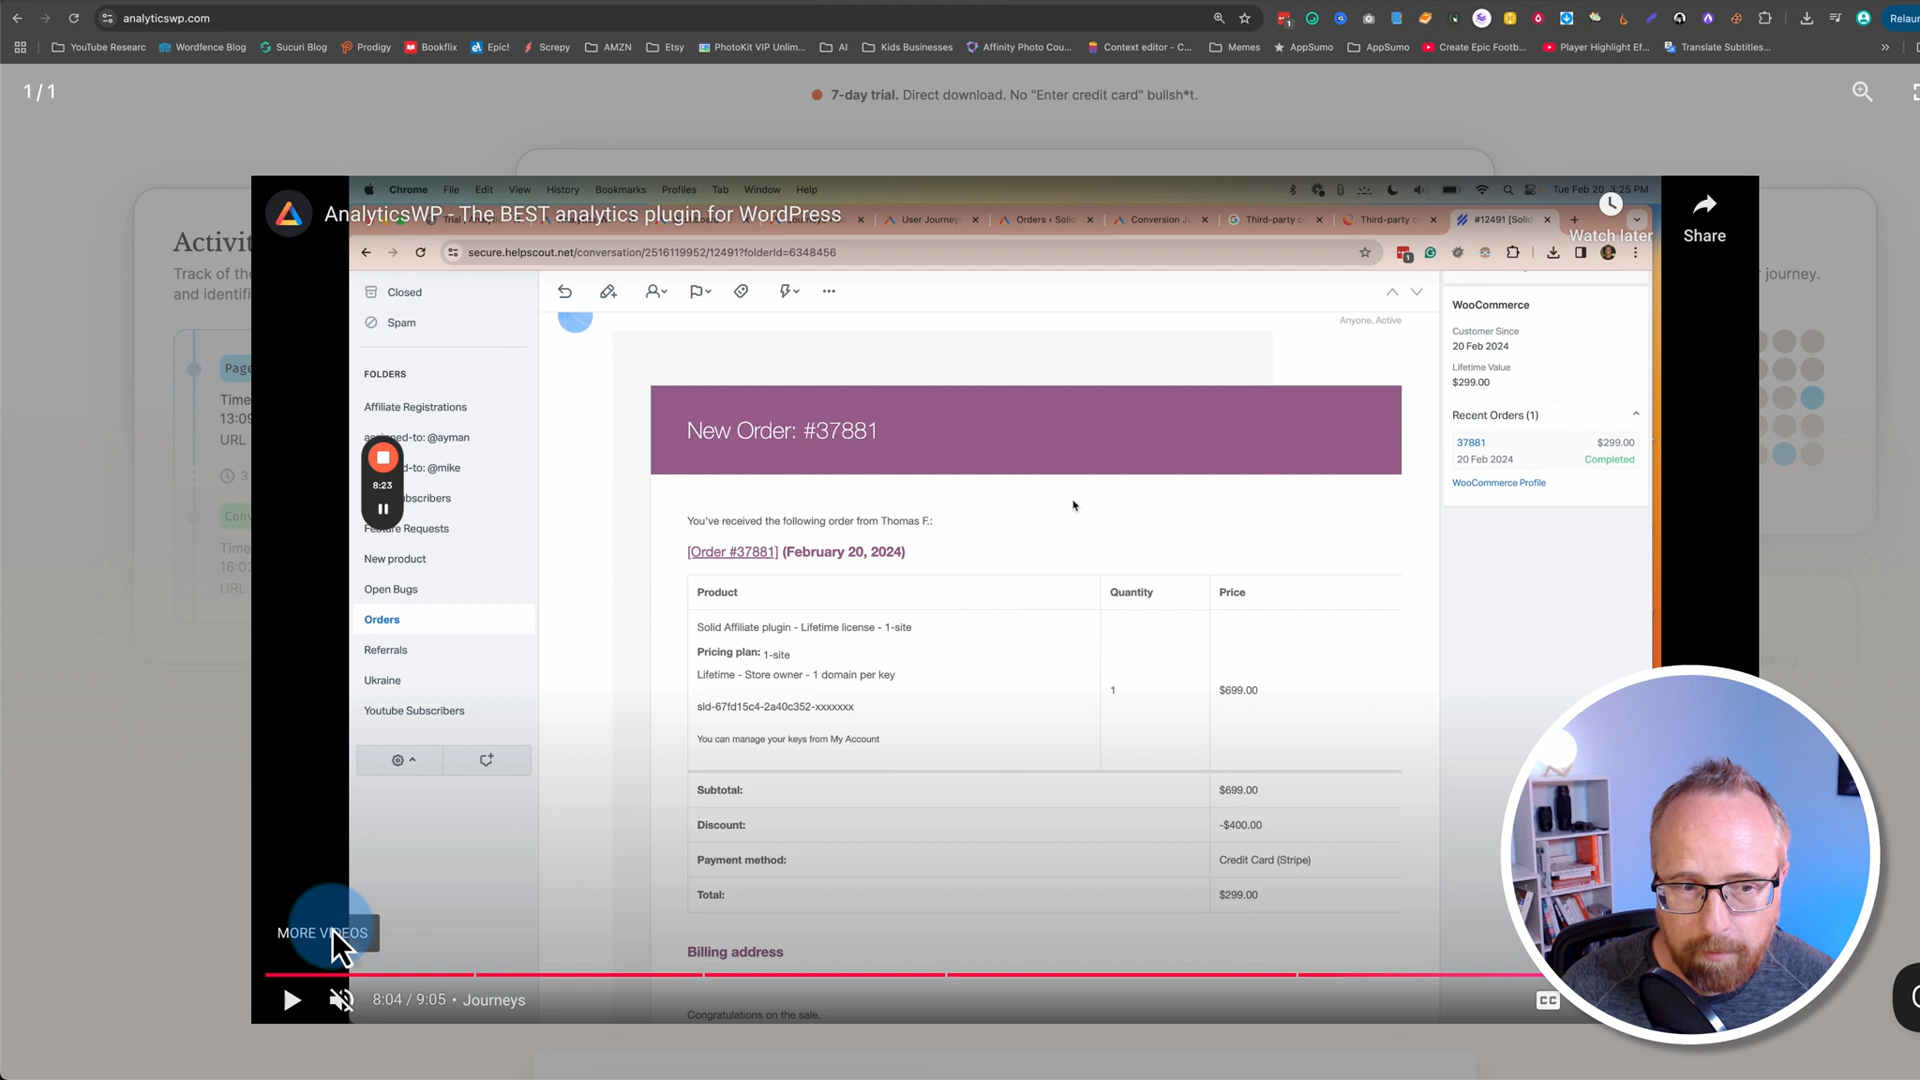 analyticswp.com
Relaun
YouTube Researc
Wordfence Blog
Sucuri Blog
Prodigy
Bookflix
Epic!
Screpy
AMZN
Etsy
PhotoKit VIP Unlim...
AI
Kids Businesses
Affinity Photo Cou...
Context editor - C...
Memes
AppSumo
AppSumo
Create Epic Footb...
Player Highlight Ef...
Translate Subtitles...
1 / 1
7-day trial. Direct download. No "Enter credit card" bullsh*t.
Chrome File Edit View History Bookmarks Profiles Tab Window Help
Tue Feb 20 3:25 PM
AnalyticsWP - The BEST analytics plugin for WordPress
User Journey
Orders ‹ Solid
Conversion J
Third-party c
Third-party c
#12491 [Solid
Watch later
Share
secure.helpscout.net/conversation/2516119952/12491?folderId=6348456
Activit
Track of the
and identif
journey.
Page
Time
13:09
URL
3
Conv
Time
16:02
URL
Closed
Spam
FOLDERS
Affiliate Registrations
assigned-to: @ayman
d-to: @mike
bscribers
Feature Requests
New product
Open Bugs
Orders
Referrals
Ukraine
Youtube Subscribers
8:23
Anyone, Active
New Order: #37881
You've received the following order from Thomas F.:
[Order #37881] (February 20, 2024)
Product Quantity Price
Solid Affiliate plugin - Lifetime license - 1-site
Pricing plan: 1-site
Lifetime - Store owner - 1 domain per key
1 $699.00
sld-67fd15c4-2a40c352-xxxxxxx
You can manage your keys from My Account
Subtotal: $699.00
Discount: -$400.00
Payment method: Credit Card (Stripe)
Total: $299.00
Billing address
Congratulations on the sale.
WooCommerce
Customer Since
20 Feb 2024
Lifetime Value
$299.00
Recent Orders (1)
37881 $299.00
20 Feb 2024 Completed
WooCommerce Profile
king
MORE VIDEOS
8:04 / 9:05 • Journeys
CC